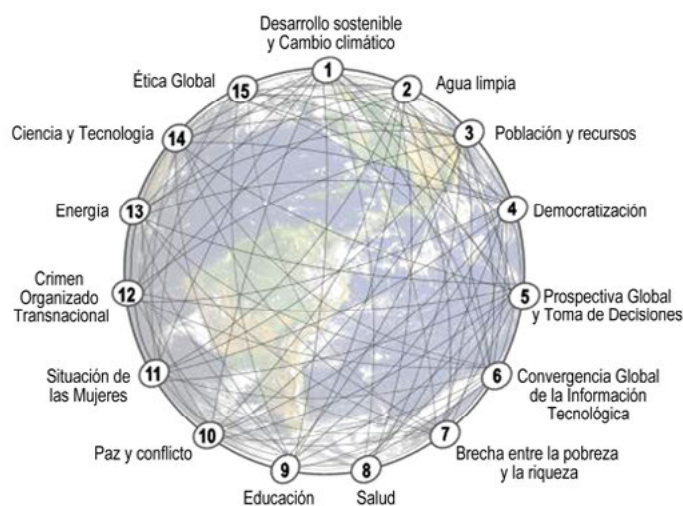 Desarrollo sostenible
y Cambio climático
1
2
Agua limpia
3
Población y recursos
4
Democratización
5
Prospectiva Global
y Toma de Decisiones
6
Convergencia Global
de la Información
Tecnológica
7
Brecha entre la pobreza
y la riqueza
8
Salud
9
Educación
10
Paz y conflicto
11
Situación de
las Mujeres
12
Crimen
Organizado
Transnacional
13
Energía
14
Ciencia y Tecnología
15
Ética Global